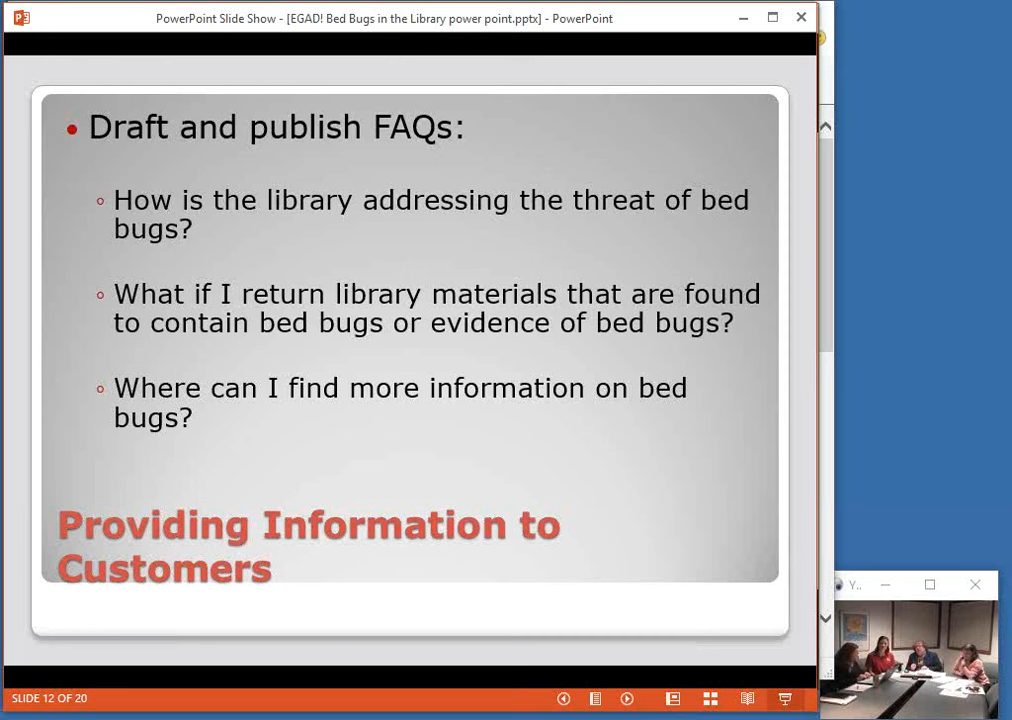 PowerPoint Slide Show - [EGAD! Bed Bugs in the Library power point.pptx] - PowerPoint
• Draft and publish FAQs:
◦ How is the library addressing the threat of bed
bugs?
◦ What if I return library materials that are found
to contain bed bugs or evidence of bed bugs?
◦ Where can I find more information on bed
bugs?
Providing Information to
Customers
Y..
SLIDE 12 OF 20